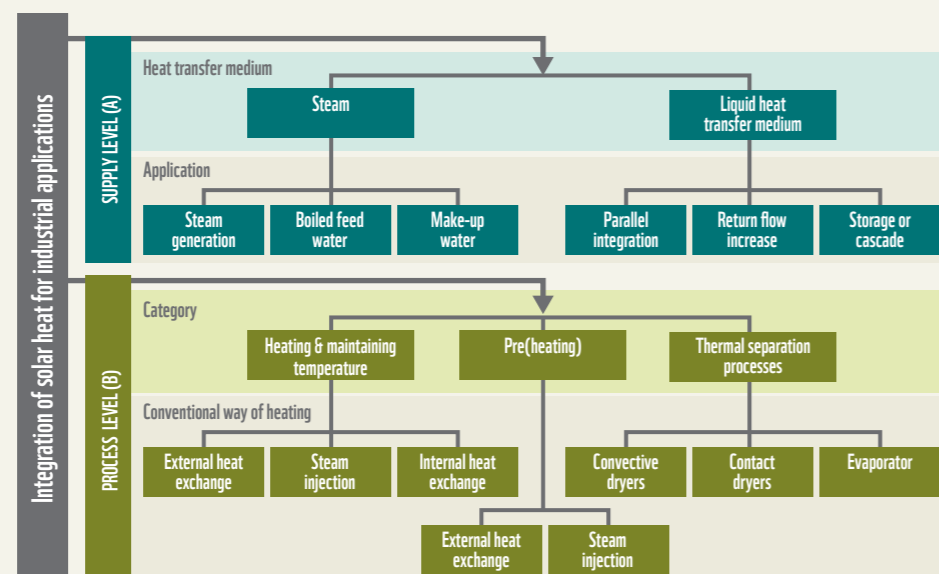 Integration of solar heat for industrial applications
SUPPLY LEVEL (A)
Heat transfer medium
Steam
Liquid heat
transfer medium
Application
Steam
generation
Boiled feed
water
Make-up
water
Parallel
integration
Return flow
increase
Storage or
cascade
PROCESS LEVEL (B)
Category
Heating & maintaining
temperature
Pre(heating)
Thermal separation
processes
Conventional way of heating
External heat
exchange
Steam
injection
Internal heat
exchange
Convective
dryers
Contact
dryers
Evaporator
External heat
exchange
Steam
injection